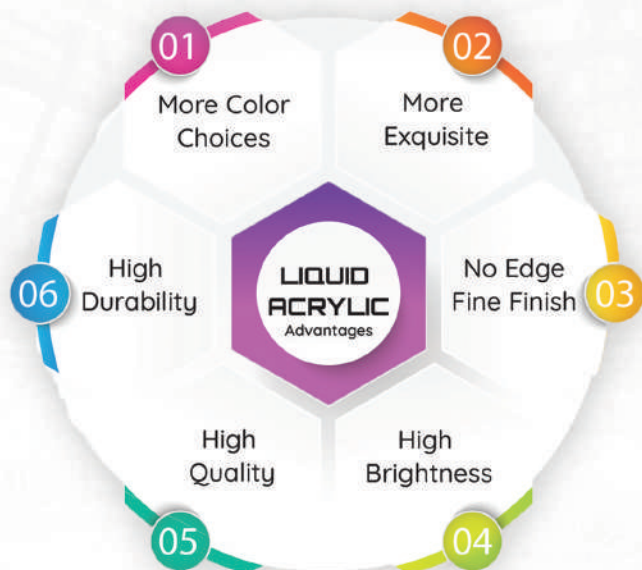 LIQUID
ACRYLIC
Advantages
01
More Color
Choices
02
More
Exquisite
03
No Edge
Fine Finish
04
High
Brightness
05
High
Quality
06
High
Durability